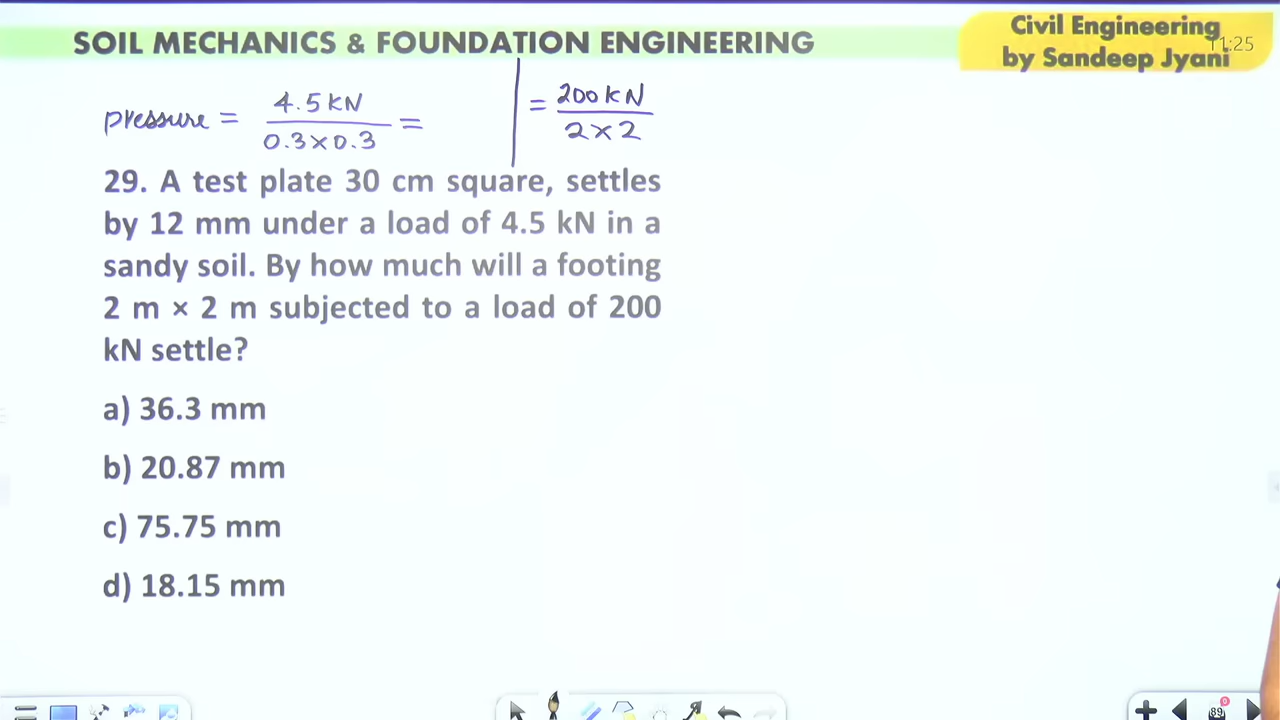 SOIL MECHANICS & FOUNDATION ENGINEERING
Civil Engineering
by Sandeep Jyani
11:25
pressure = 4.5 kN / 0.3 × 0.3 =
= 200 kN / 2 × 2
29. A test plate 30 cm square, settles
by 12 mm under a load of 4.5 kN in a
sandy soil. By how much will a footing
2 m × 2 m subjected to a load of 200
kN settle?
a) 36.3 mm
b) 20.87 mm
c) 75.75 mm
d) 18.15 mm
89